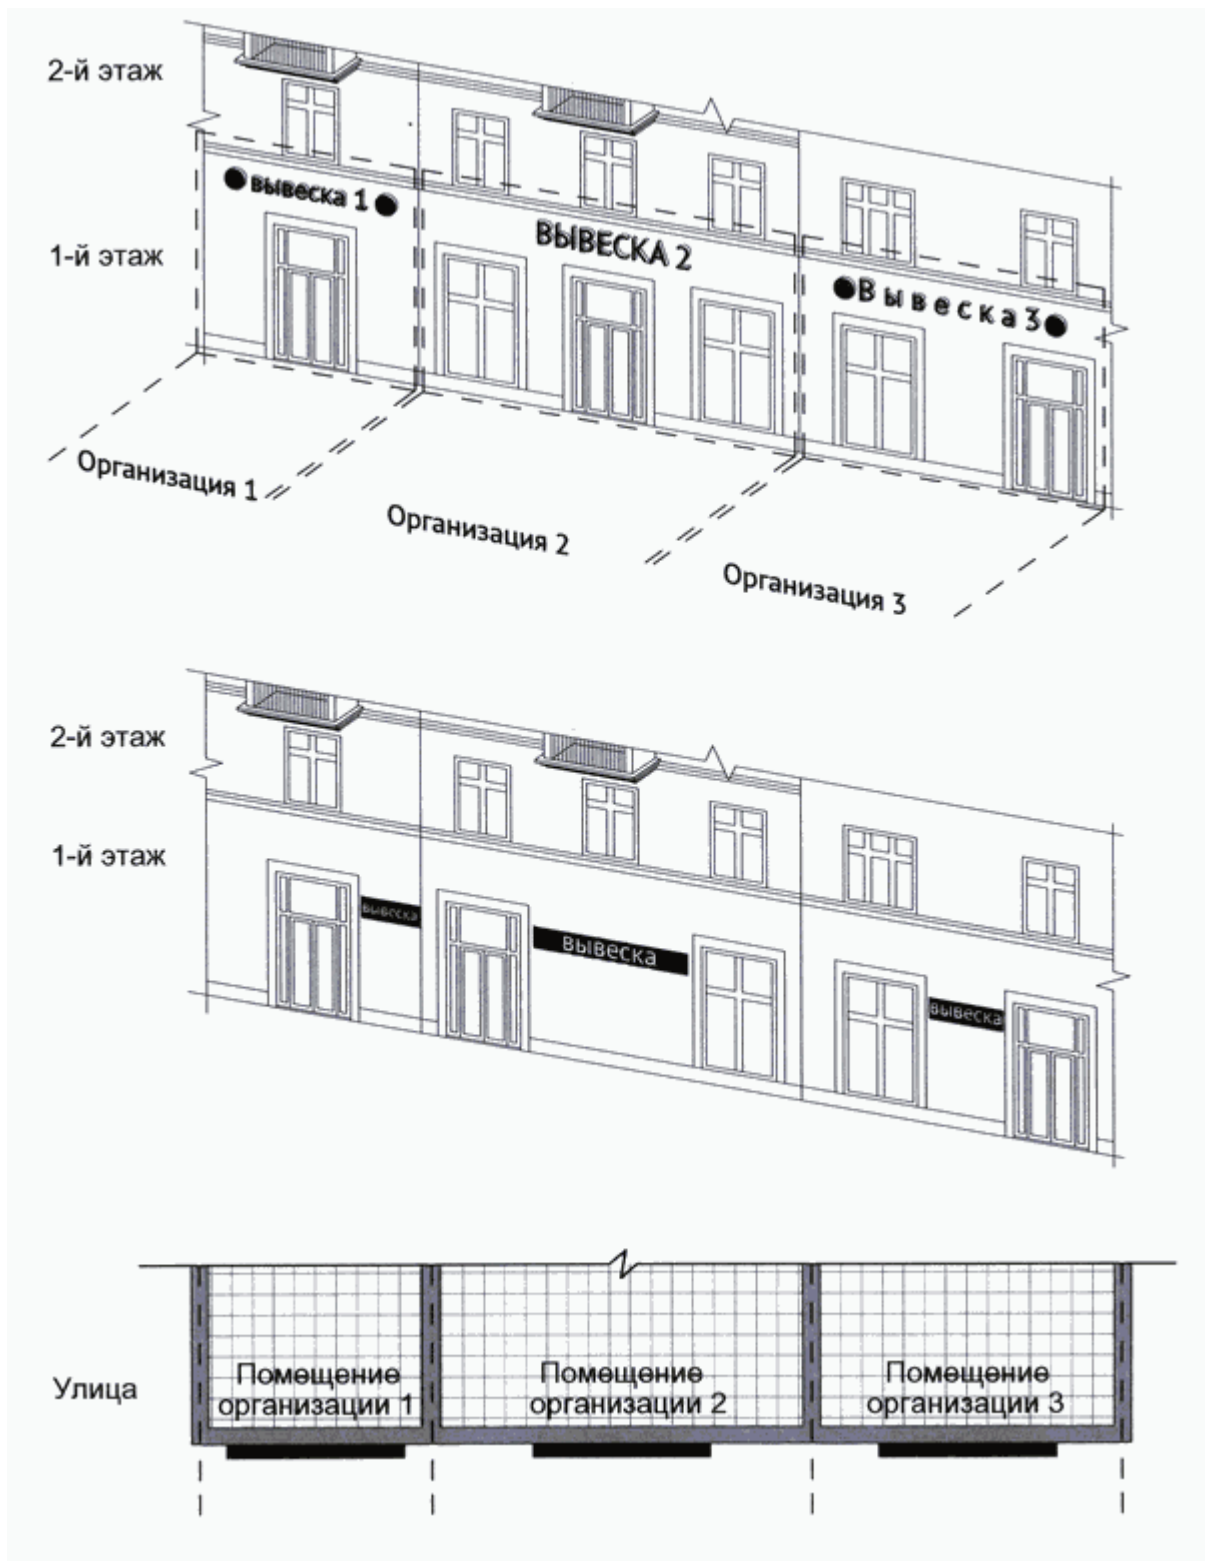 2-й этаж
вывеска 1
1-й этаж
ВЫВЕСКА 2
Вывеска 3
Организация 1
Организация 2
Организация 3
2-й этаж
1-й этаж
вывеска
вывеска
вывеска
Помещение
организации 1
Помещение
организации 2
Помещение
организации 3
Улица